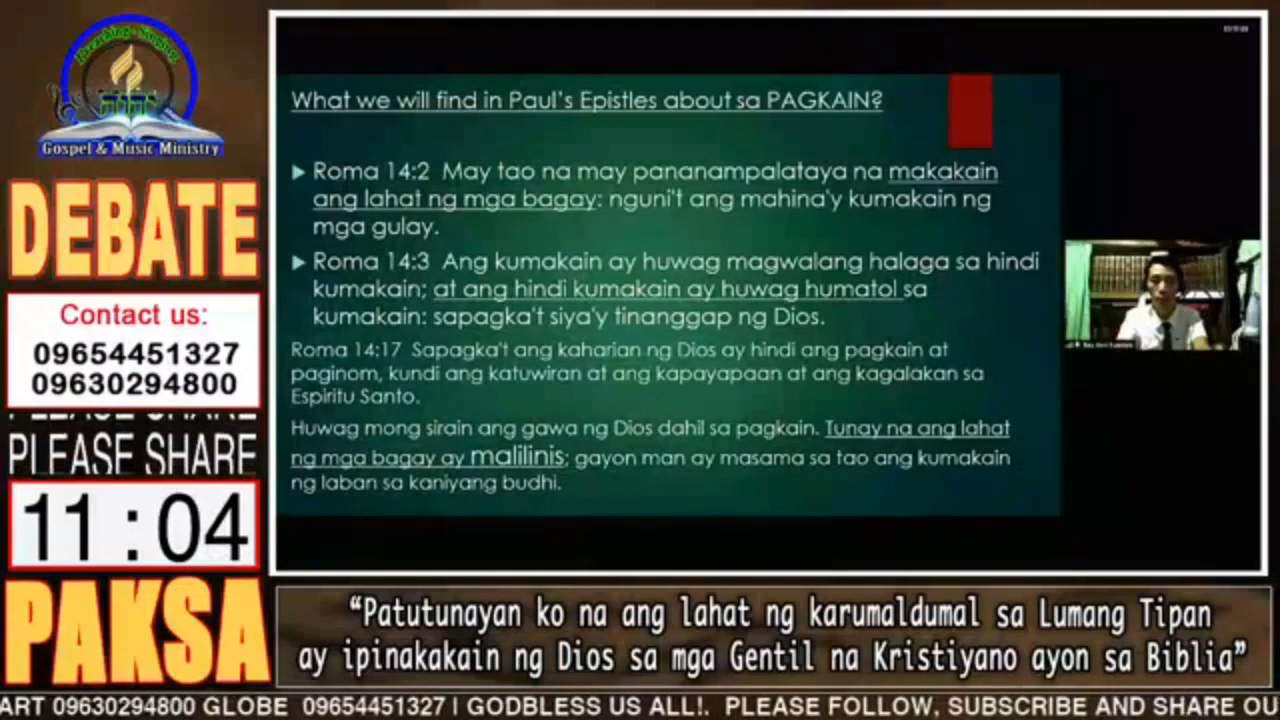 Preaching - Singing
Gospel & Music Ministry
DEBATE
Contact us:
09654451327
09630294800
PLEASE SHARE
PLEASE SHARE
11 : 04
PAKSA
What we will find in Paul's Epistles about sa PAGKAIN?
Roma 14:2 May tao na may pananampalataya na makakain
ang lahat ng mga bagay: nguni't ang mahina'y kumakain ng
mga gulay.
Roma 14:3 Ang kumakain ay huwag magwalang halaga sa hindi
kumakain; at ang hindi kumakain ay huwag humatol sa
kumakain: sapagka't siya'y tinanggap ng Dios.
Roma 14:17 Sapagka't ang kaharian ng Dios ay hindi ang pagkain at
paginom, kundi ang katuwiran at ang kapayapaan at ang kagalakan sa
Espiritu Santo.
Huwag mong sirain ang gawa ng Dios dahil sa pagkain. Tunay na ang lahat
ng mga bagay ay malilinis; gayon man ay masama sa tao ang kumakain
ng laban sa kaniyang budhi.
“Patutunayan ko na ang lahat ng karumaldumal sa Lumang Tipan
ay ipinakakain ng Dios sa mga Gentil na Kristiyano ayon sa Biblia”
ART 09630294800 GLOBE 09654451327 | GODBLESS US ALL!. PLEASE FOLLOW, SUBSCRIBE AND SHARE OU